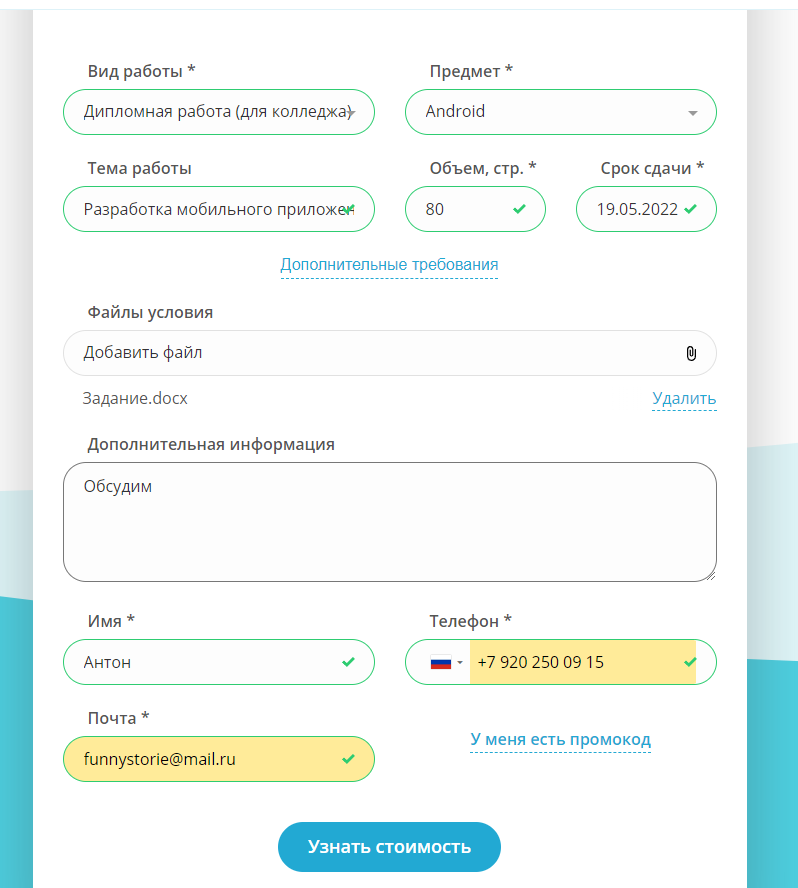 Вид работы * Предмет *
Дипломная работа (для колледжа) Android
Тема работы Объем, стр. * Срок сдачи *
Разработка мобильного приложен 80 19.05.2022
Дополнительные требования
Файлы условия
Добавить файл
Задание.docx Удалить
Дополнительная информация
Обсудим
Имя * Телефон *
Антон +7 920 250 09 15
Почта *
У меня есть промокод
funnystorie@mail.ru
Узнать стоимость